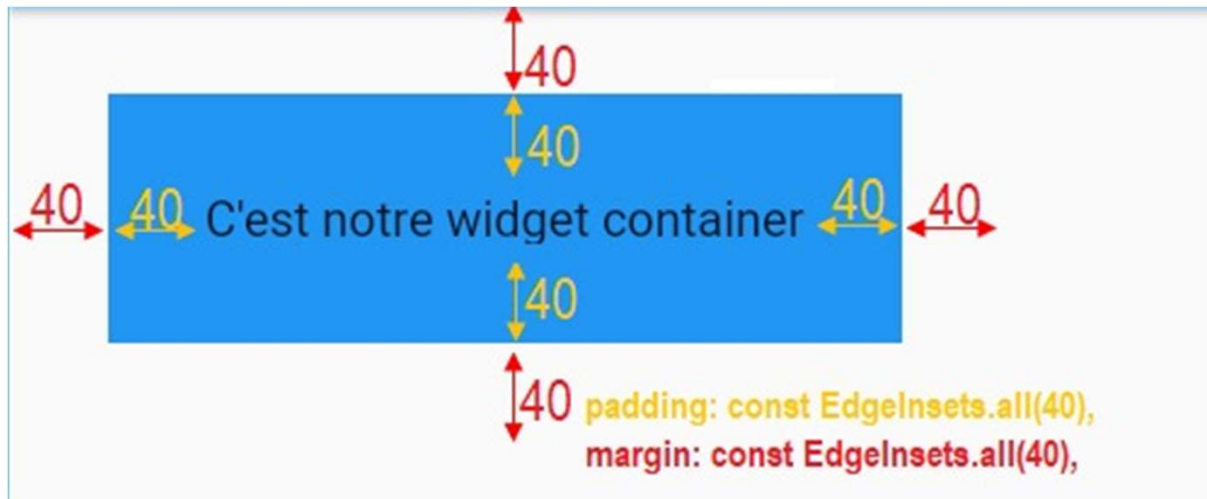 40
40
40 40 C'est notre widget container 40 40
40
40 padding: const EdgeInsets.all(40),
margin: const EdgeInsets.all(40),